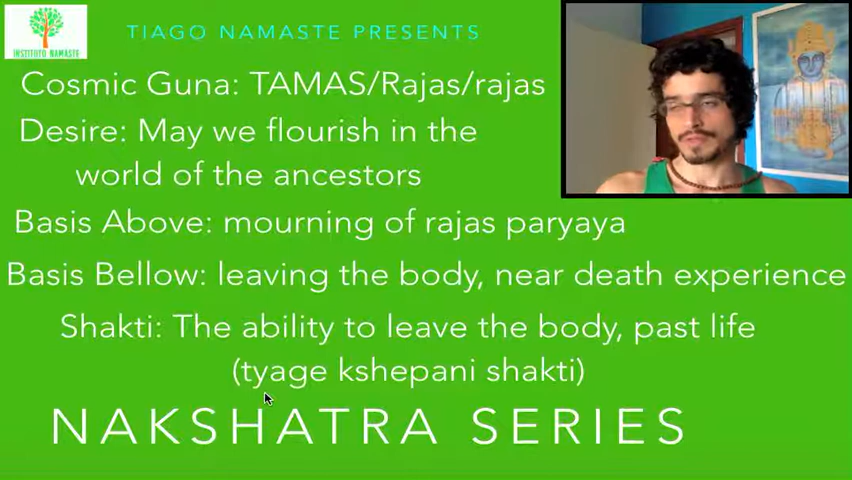 INSTITUTO NAMASTE
TIAGO NAMASTE PRESENTS
Cosmic Guna: TAMAS/Rajas/rajas
Desire: May we flourish in the
world of the ancestors
Basis Above: mourning of rajas paryaya
Basis Bellow: leaving the body, near death experience
Shakti: The ability to leave the body, past life
(tyage kshepani shakti)
NAKSHATRA SERIES